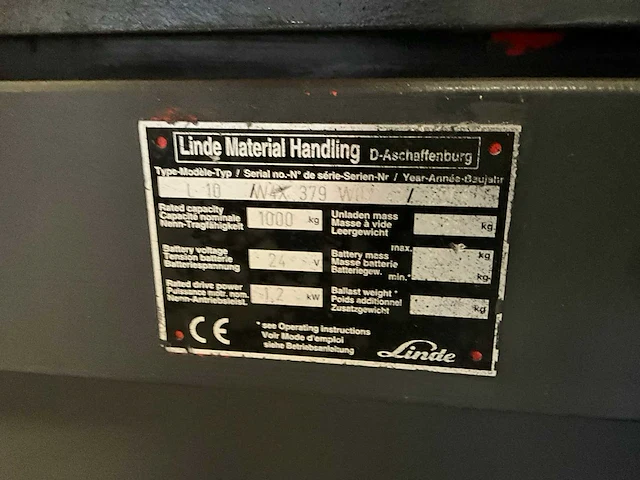 Linde Material Handling D-Aschaffenburg
Type-Modèle-Typ / Serial no.-N° de série-Serien-Nr / Year-Année-Baujahr
L 10 / W4X 379 / 
Rated capacity
Capacité nominale
Nenn-Tragfähigkeit
1000 kg
Unladen mass
Masse à vide
Leergewicht
kg
Battery voltage
Tension batterie
Batteriespannung
24 V
Battery mass
Masse batterie
Batteriegew.
max. kg
min.* kg
Rated drive power
Puissance motr. nom.
Nenn-Antriebsleist.
1,2 kW
Ballast weight *
Poids additionnel
Zusatzgewicht
kg
CE
* see Operating Instructions
Voir Mode d'emploi
siehe Betriebsanleitung
Linde